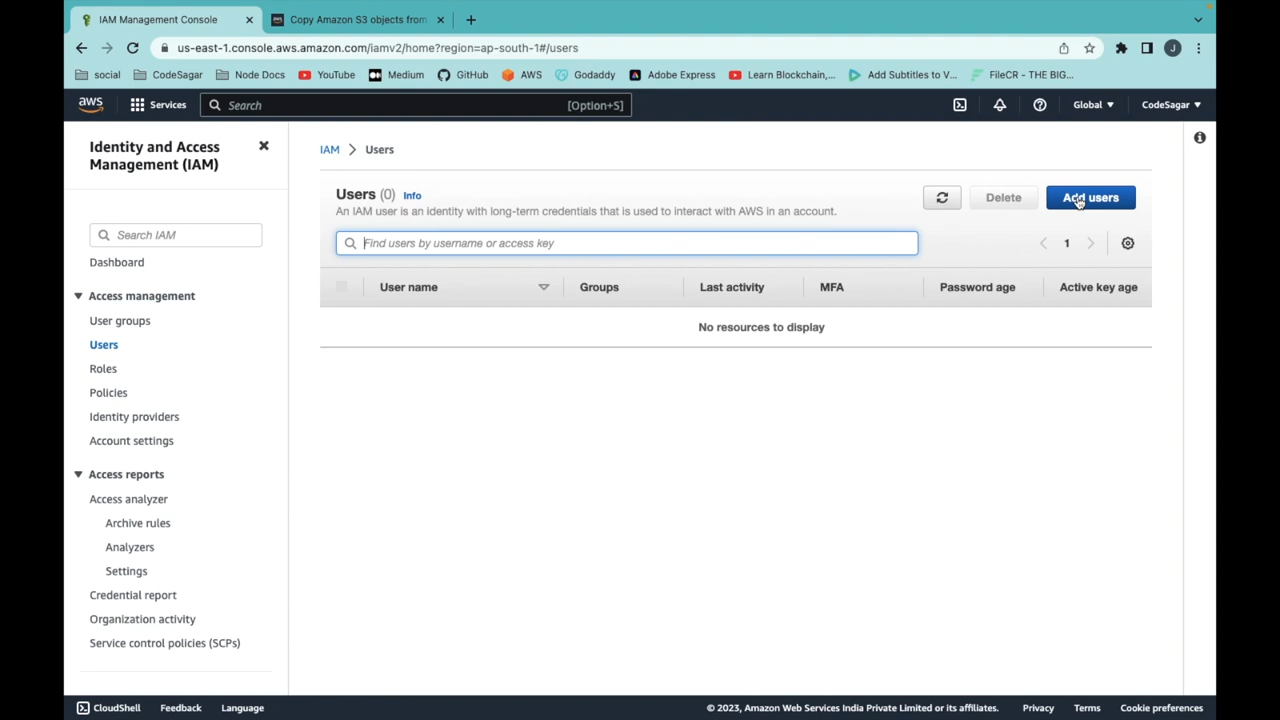 IAM Management Console
Copy Amazon S3 objects from
us-east-1.console.aws.amazon.com/iamv2/home?region=ap-south-1#/users
J
social
CodeSagar
Node Docs
YouTube
Medium
GitHub
AWS
Godaddy
Adobe Express
Learn Blockchain,...
Add Subtitles to V...
FileCR - THE BIG...
aws
Services
Search
[Option+S]
Global
CodeSagar
Identity and Access
Management (IAM)
Search IAM
Dashboard
Access management
User groups
Users
Roles
Policies
Identity providers
Account settings
Access reports
Access analyzer
Archive rules
Analyzers
Settings
Credential report
Organization activity
Service control policies (SCPs)
IAM > Users
Users (0) Info
An IAM user is an identity with long-term credentials that is used to interact with AWS in an account.
Delete
Add users
Find users by username or access key
1
User name
Groups
Last activity
MFA
Password age
Active key age
No resources to display
CloudShell
Feedback
Language
© 2023, Amazon Web Services India Private Limited or its affiliates.
Privacy
Terms
Cookie preferences